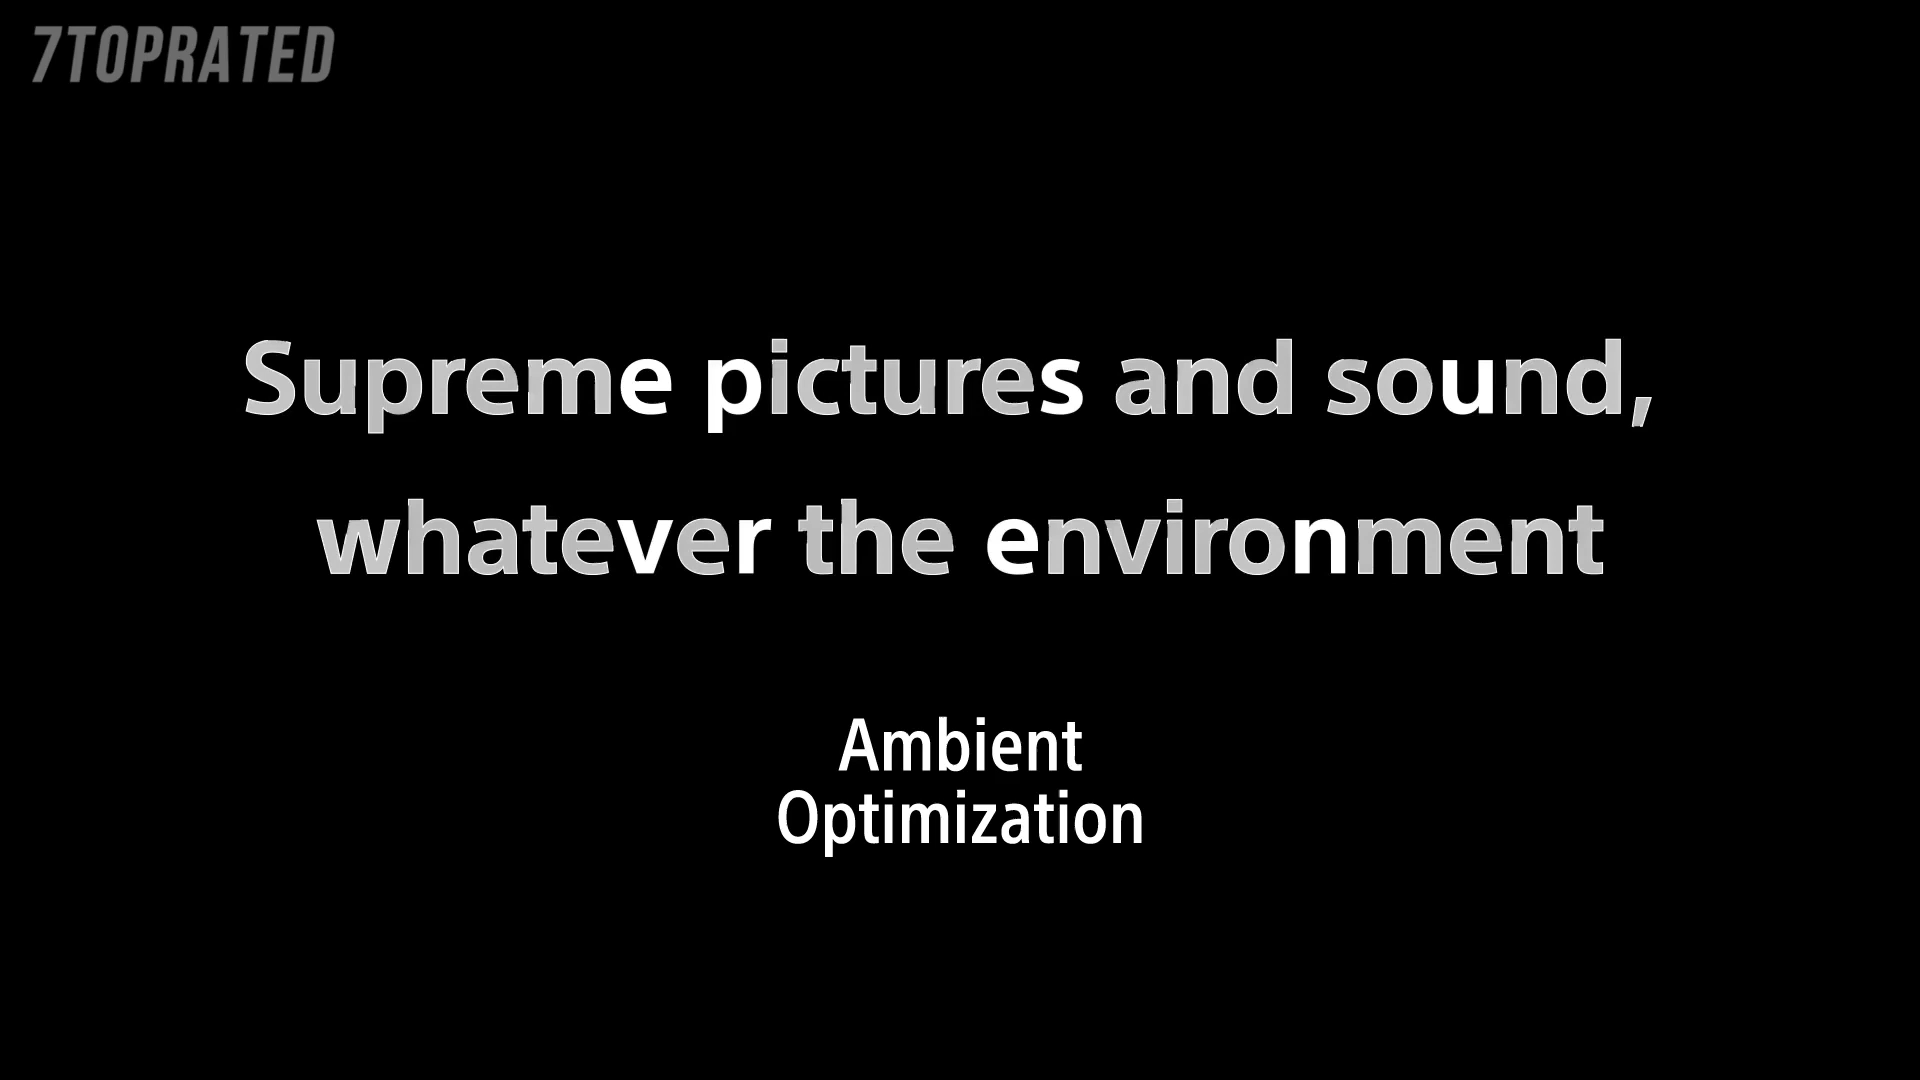 7TOPRATED
Supreme pictures and sound,
whatever the environment
Ambient
Optimization